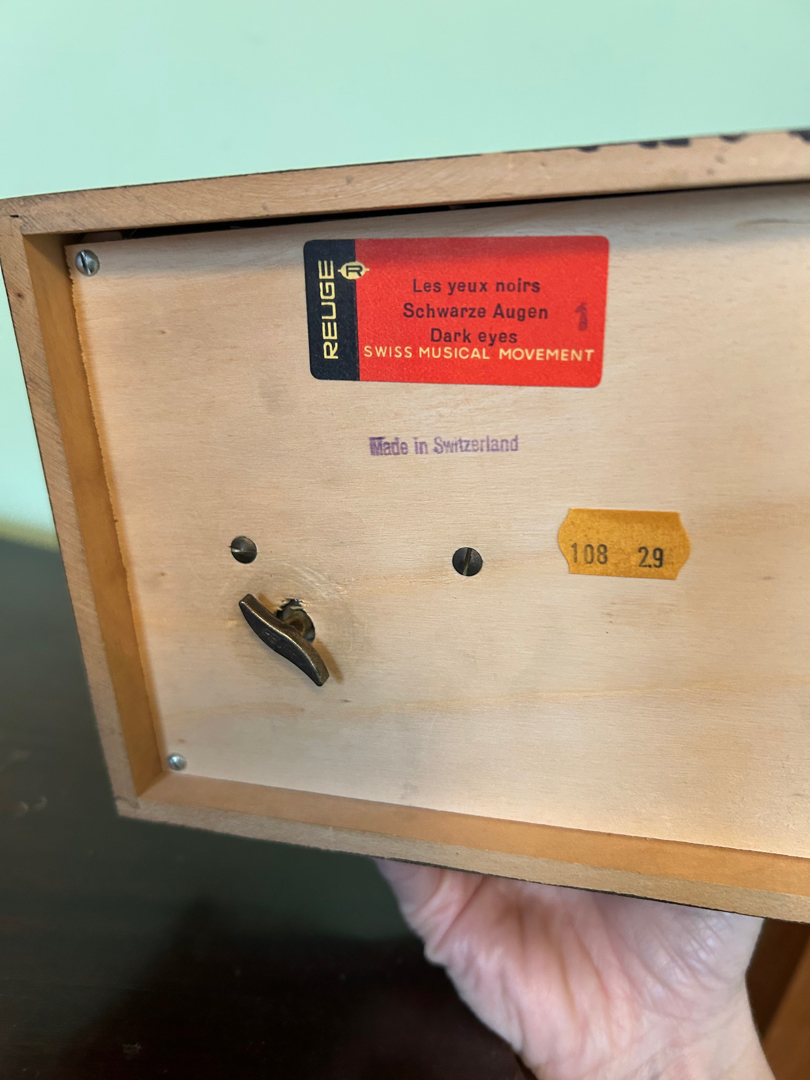 REUGE
R
Les yeux noirs
Schwarze Augen
Dark eyes
SWISS MUSICAL MOVEMENT
Made in Switzerland
108 29